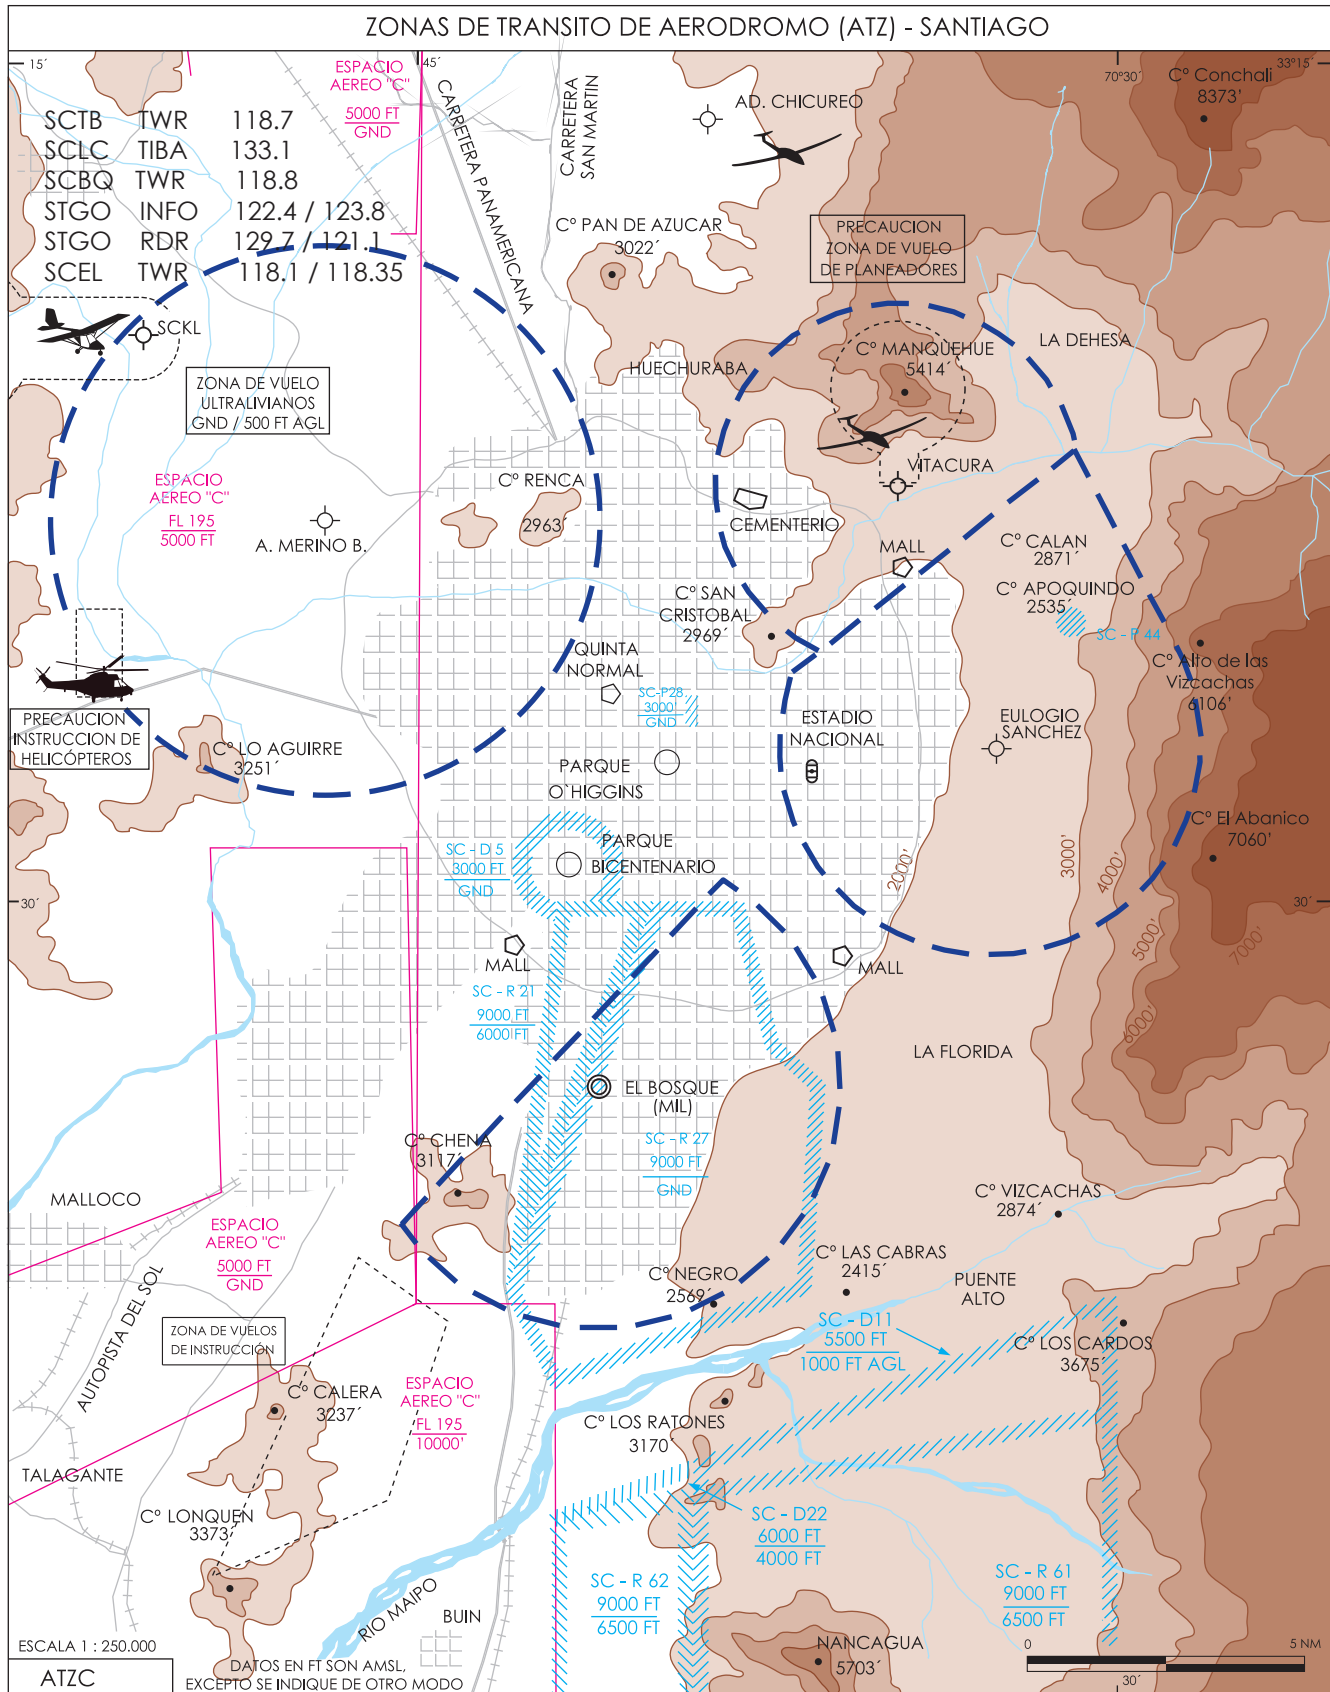 ZONAS DE TRANSITO DE AERODROMO (ATZ) - SANTIAGO
15´
45´
70°30´
33°15´
SCTB TWR 118.7
SCLC TIBA 133.1
SCBQ TWR 118.8
STGO INFO 122.4 / 123.8
STGO RDR 129.7 / 121.1
SCEL TWR 118.1 / 118.35
ESPACIO
AEREO "C"
5000 FT
GND
CARRETERA PANAMERICANA
CARRETERA
SAN MARTIN
AD. CHICUREO
C° Conchali
8373'
C° PAN DE AZUCAR
3022´
PRECAUCION
ZONA DE VUELO
DE PLANEADORES
SCKL
ZONA DE VUELO
ULTRALIVIANOS
GND / 500 FT AGL
HUECHURABA
C° MANQUEHUE
5414´
LA DEHESA
ESPACIO
AEREO "C"
FL 195
5000 FT
A. MERINO B.
C° RENCA
2963´
VITACURA
CEMENTERIO
MALL
C° CALAN
2871´
C° APOQUINDO
2535´
SC - P 44
C° SAN
CRISTOBAL
2969´
QUINTA
NORMAL
SC-P28
3000'
GND
C° Alto de las
Vizcachas
6106'
PRECAUCION
INSTRUCCION DE
HELICÓPTEROS
C° LO AGUIRRE
3251´
ESTADIO
NACIONAL
EULOGIO
SANCHEZ
PARQUE
O´HIGGINS
C° El Abanico
7060'
SC - D 5
3000 FT
GND
PARQUE
BICENTENARIO
2000'
3000'
4000'
5000'
6000'
7000'
30´
30´
MALL
MALL
SC - R 21
9000 FT
6000 FT
LA FLORIDA
EL BOSQUE
(MIL)
SC - R 27
9000 FT
GND
C° CHENA
3117´
MALLOCO
ESPACIO
AEREO "C"
5000 FT
GND
C° VIZCACHAS
2874´
C° LAS CABRAS
2415´
PUENTE
ALTO
C° NEGRO
2569´
AUTOPISTA DEL SOL
ZONA DE VUELOS
DE INSTRUCCIÓN
SC - D11
5500 FT
1000 FT AGL
C° LOS CARDOS
3675´
C° CALERA
3237´
ESPACIO
AEREO "C"
FL 195
10000'
C° LOS RATONES
3170´
TALAGANTE
C° LONQUEN
3373´
SC - D22
6000 FT
4000 FT
SC - R 62
9000 FT
6500 FT
SC - R 61
9000 FT
6500 FT
RIO MAIPO
BUIN
NANCAGUA
5703´
ESCALA 1 : 250.000
0
5 NM
30´
ATZC
DATOS EN FT SON AMSL,
EXCEPTO SE INDIQUE DE OTRO MODO